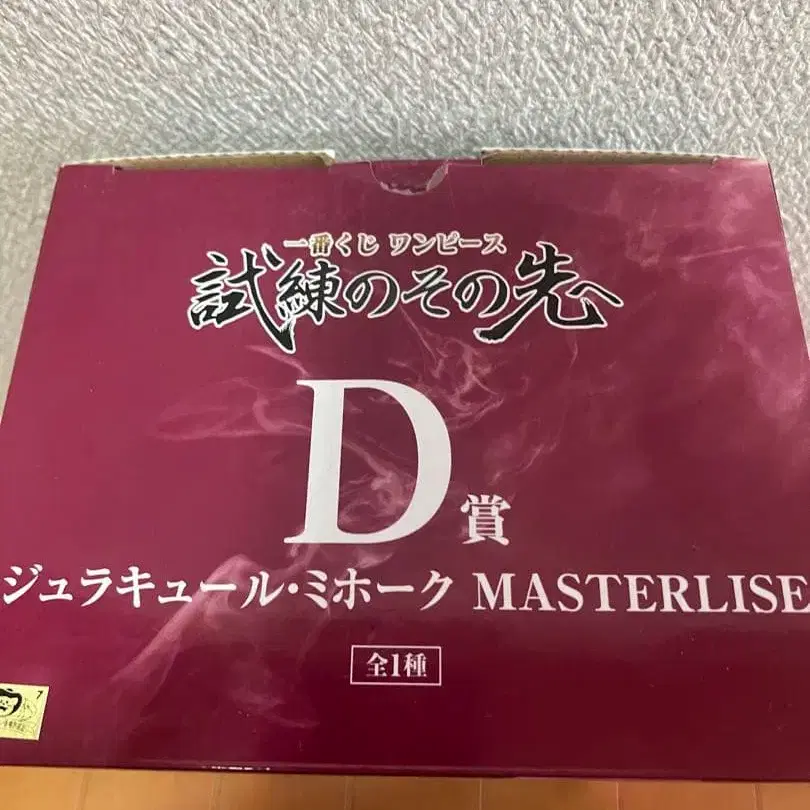 一番くじ ワンピース
試練のその先へ
D賞
ジュラキュール・ミホーク MASTERLISE
全1種